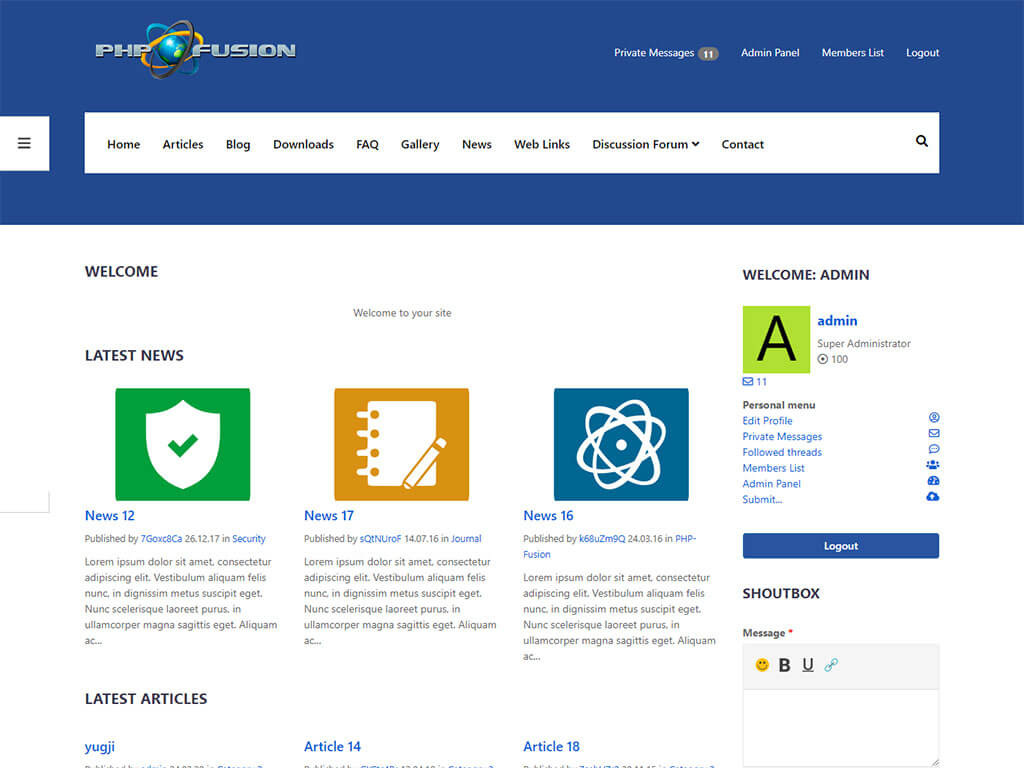 PHP FUSION
Private Messages 11 Admin Panel Members List Logout
Home Articles Blog Downloads FAQ Gallery News Web Links Discussion Forum Contact
WELCOME
Welcome to your site
LATEST NEWS
News 12
Published by 7Goxc8Ca 26.12.17 in Security
Lorem ipsum dolor sit amet, consectetur
adipiscing elit. Vestibulum aliquam felis
nunc, in dignissim metus suscipit eget.
Nunc scelerisque laoreet purus, in
ullamcorper magna sagittis eget. Aliquam
ac...
News 17
Published by sQtNUroF 14.07.16 in Journal
Lorem ipsum dolor sit amet, consectetur
adipiscing elit. Vestibulum aliquam felis
nunc, in dignissim metus suscipit eget.
Nunc scelerisque laoreet purus, in
ullamcorper magna sagittis eget. Aliquam
ac...
News 16
Published by k68uZm9Q 24.03.16 in PHP-
Fusion
Lorem ipsum dolor sit amet, consectetur
adipiscing elit. Vestibulum aliquam felis
nunc, in dignissim metus suscipit eget.
Nunc scelerisque laoreet purus, in
ullamcorper magna sagittis eget. Aliquam
ac...
LATEST ARTICLES
yugji
Article 14
Article 18
WELCOME: ADMIN
A
admin
Super Administrator
100
11
Personal menu
Edit Profile
Private Messages
Followed threads
Members List
Admin Panel
Submit...
Logout
SHOUTBOX
Message *
B U